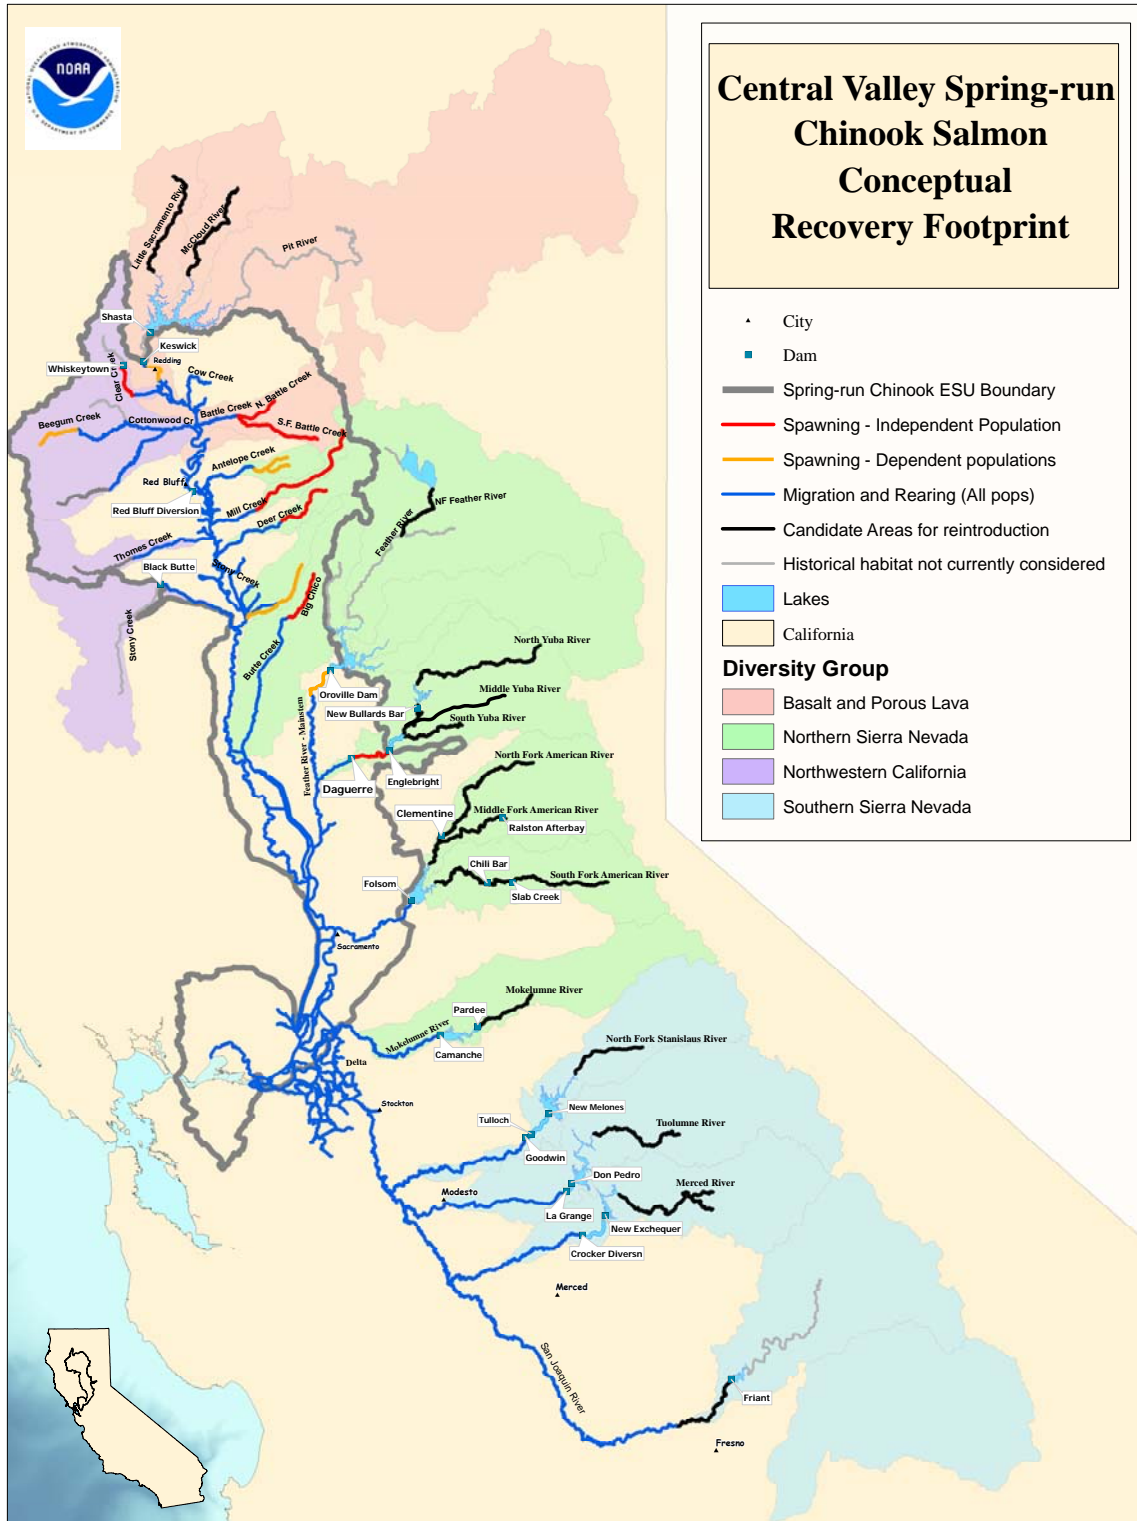 NATIONAL OCEANIC AND ATMOSPHERIC ADMINISTRATION
NOAA
U.S. DEPARTMENT OF COMMERCE
Central Valley Spring-run
Chinook Salmon
Conceptual
Recovery Footprint
City
Dam
Spring-run Chinook ESU Boundary
Spawning - Independent Population
Spawning - Dependent populations
Migration and Rearing (All pops)
Candidate Areas for reintroduction
Historical habitat not currently considered
Lakes
California
Diversity Group
Basalt and Porous Lava
Northern Sierra Nevada
Northwestern California
Southern Sierra Nevada
Little Sacramento River
McCloud River
Pit River
Shasta
Keswick
Redding
Whiskeytown
Clear Creek
Cow Creek
Battle Creek
N. Battle Creek
Beegum Creek
Cottonwood Cr
S.F. Battle Creek
Antelope Creek
Red Bluff
Red Bluff Diversion
Mill Creek
Deer Creek
NF Feather River
Feather River
Thomes Creek
Black Butte
Stony Creek
Stony Creek
Big Chico
Butte Creek
North Yuba River
Oroville Dam
Middle Yuba River
New Bullards Bar
South Yuba River
Feather River - Mainstem
North Fork American River
Englebright
Daguerre
Clementine
Middle Fork American River
Ralston Afterbay
Chili Bar
South Fork American River
Folsom
Slab Creek
Sacramento
Mokelumne River
Pardee
Mokelumne River
Camanche
North Fork Stanislaus River
Delta
Stockton
New Melones
Tulloch
Tuolumne River
Goodwin
Don Pedro
Merced River
Modesto
La Grange
New Exchequer
Crocker Diversn
Merced
San Joaquin River
Friant
Fresno